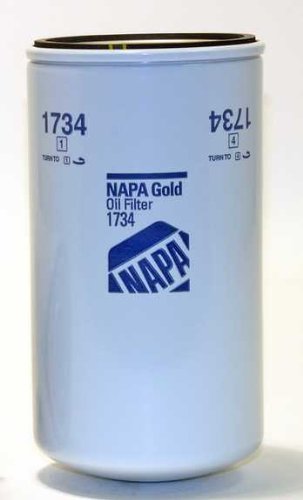 1734
1
TURN TO
1734
4
TURN TO
NAPA Gold
Oil Filter
1734
NAPA